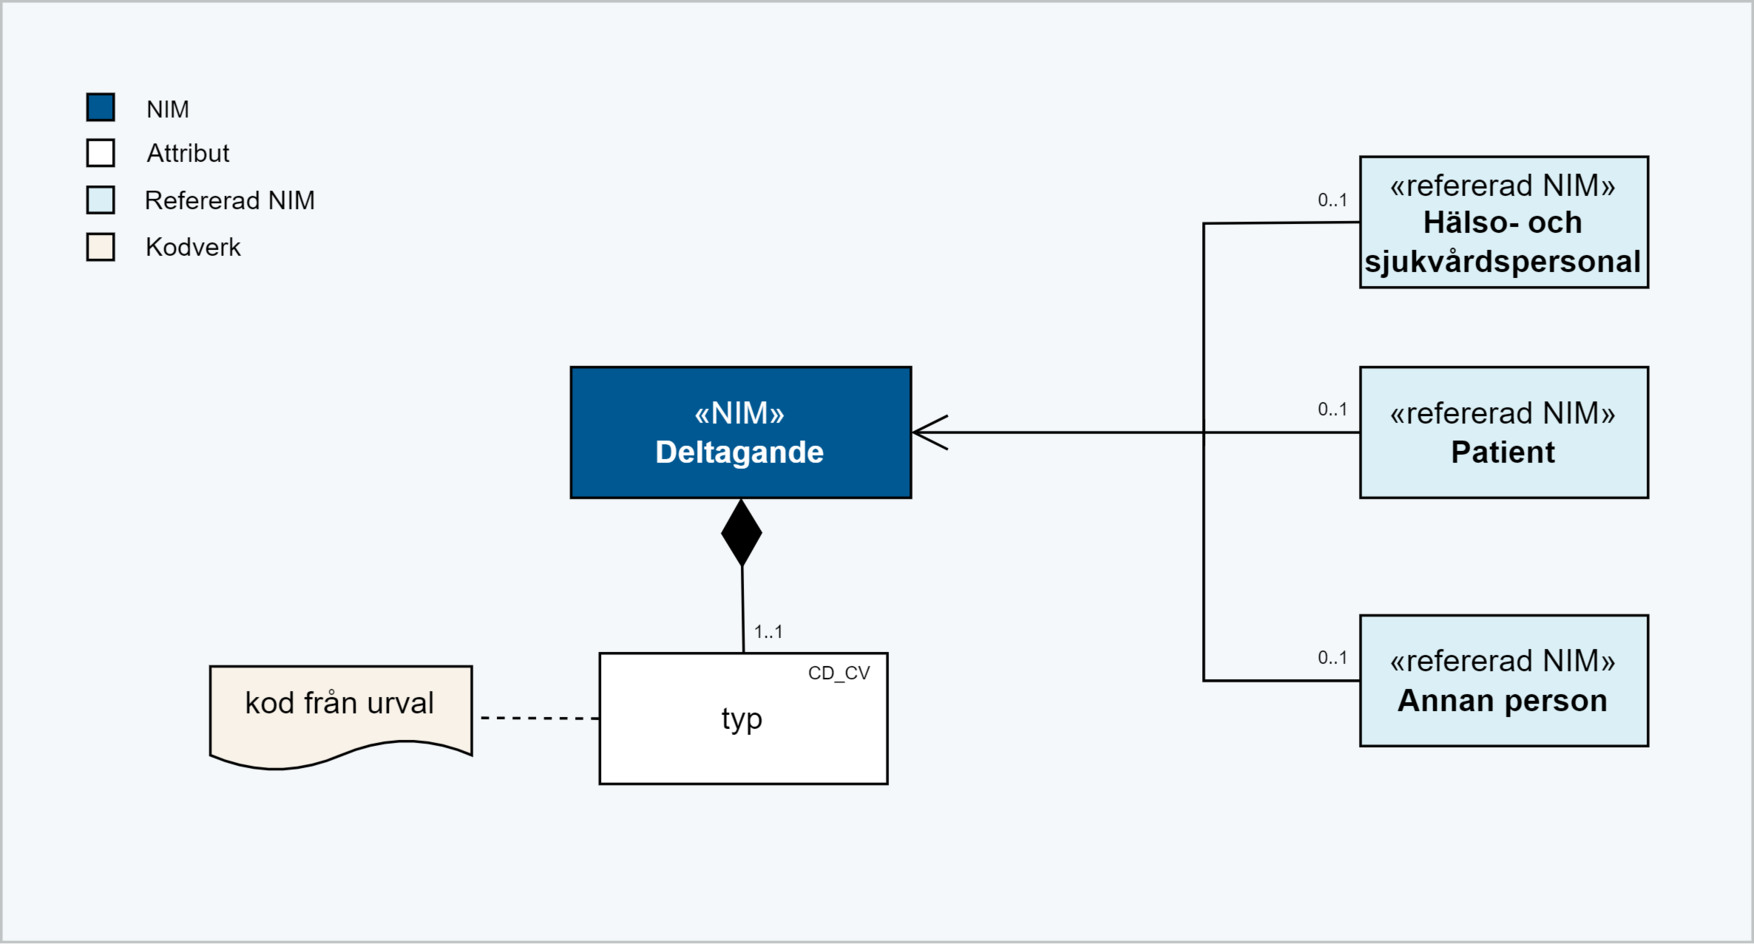 NIM
Attribut
Refererad NIM
Kodverk
0..1
«refererad NIM»
Hälso- och
sjukvårdspersonal
«NIM»
Deltagande
0..1
«refererad NIM»
Patient
1..1
kod från urval
CD_CV
typ
0..1
«refererad NIM»
Annan person